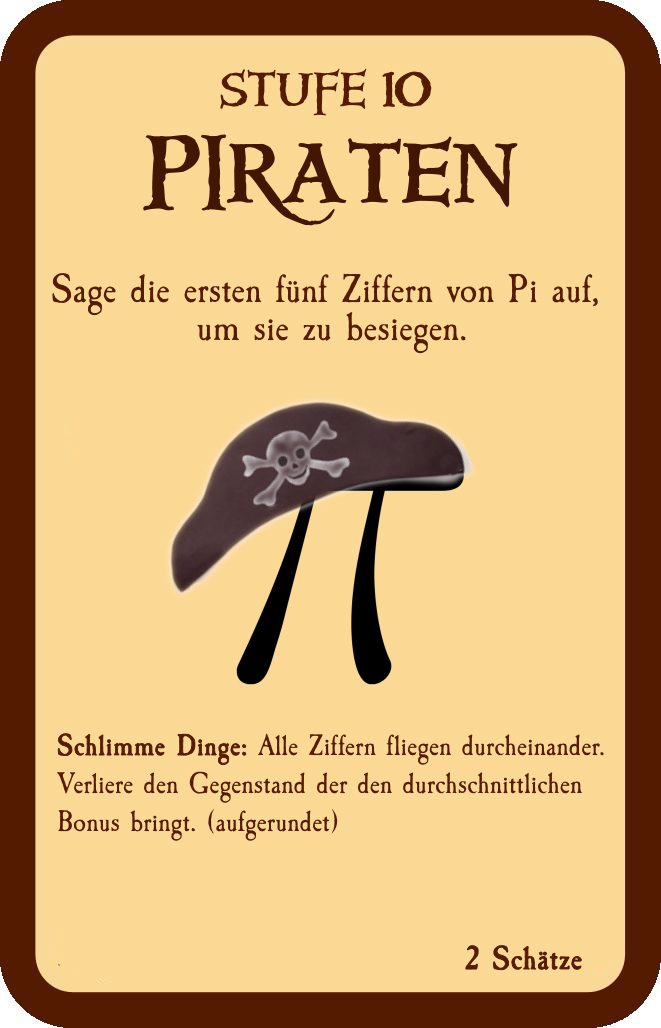 STUFE 10
PIRATEN
Sage die ersten fünf Ziffern von Pi auf,
um sie zu besiegen.
Schlimme Dinge: Alle Ziffern fliegen durcheinander.
Verliere den Gegenstand der den durchschnittlichen
Bonus bringt. (aufgerundet)
2 Schätze